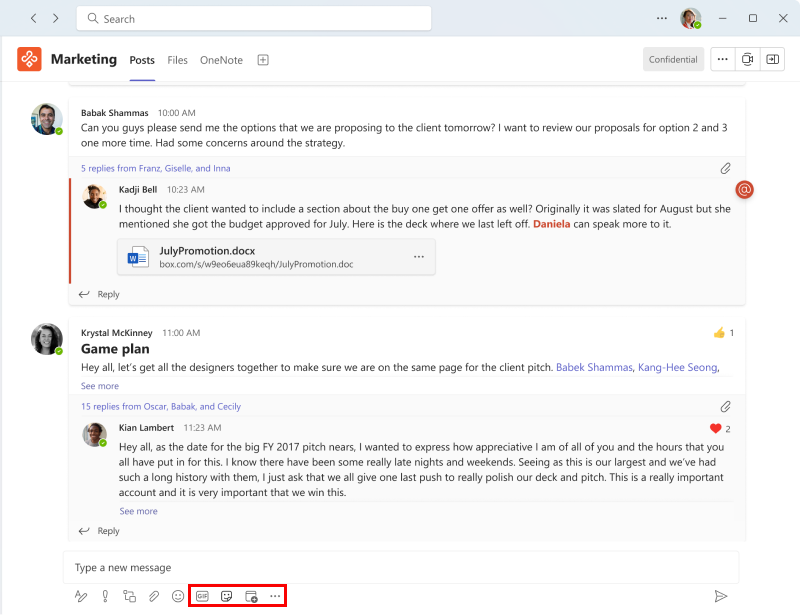 Search
Marketing Posts Files OneNote Confidential
Babak Shammas 10:00 AM
Can you guys please send me the options that we are proposing to the client tomorrow? I want to review our proposals for option 2 and 3
one more time. Had some concerns around the strategy.
5 replies from Franz, Giselle, and Inna
Kadji Bell 10:23 AM
I thought the client wanted to include a section about the buy one get one offer as well? Originally it was slated for August but she
mentioned she got the budget approved for July. Here is the deck where we last left off. Daniela can speak more to it.
JulyPromotion.docx
box.com/s/w9eo6eua89keqh/JulyPromotion.doc
Reply
Krystal McKinney 11:00 AM 1
Game plan
Hey all, let's get all the designers together to make sure we are on the same page for the client pitch. Babek Shammas, Kang-Hee Seong,
See more
15 replies from Oscar, Babak, and Cecily
Kian Lambert 11:23 AM 2
Hey all, as the date for the big FY 2017 pitch nears, I wanted to express how appreciative I am of all of you and the hours that you
all have put in for this. I know there have been some really late nights and weekends. Seeing as this is our largest and we've had
such a long history with them, I just ask that we all give one last push to really polish our deck and pitch. This is a really important
account and it is very important that we win this.
See more
Reply
Type a new message
GIF